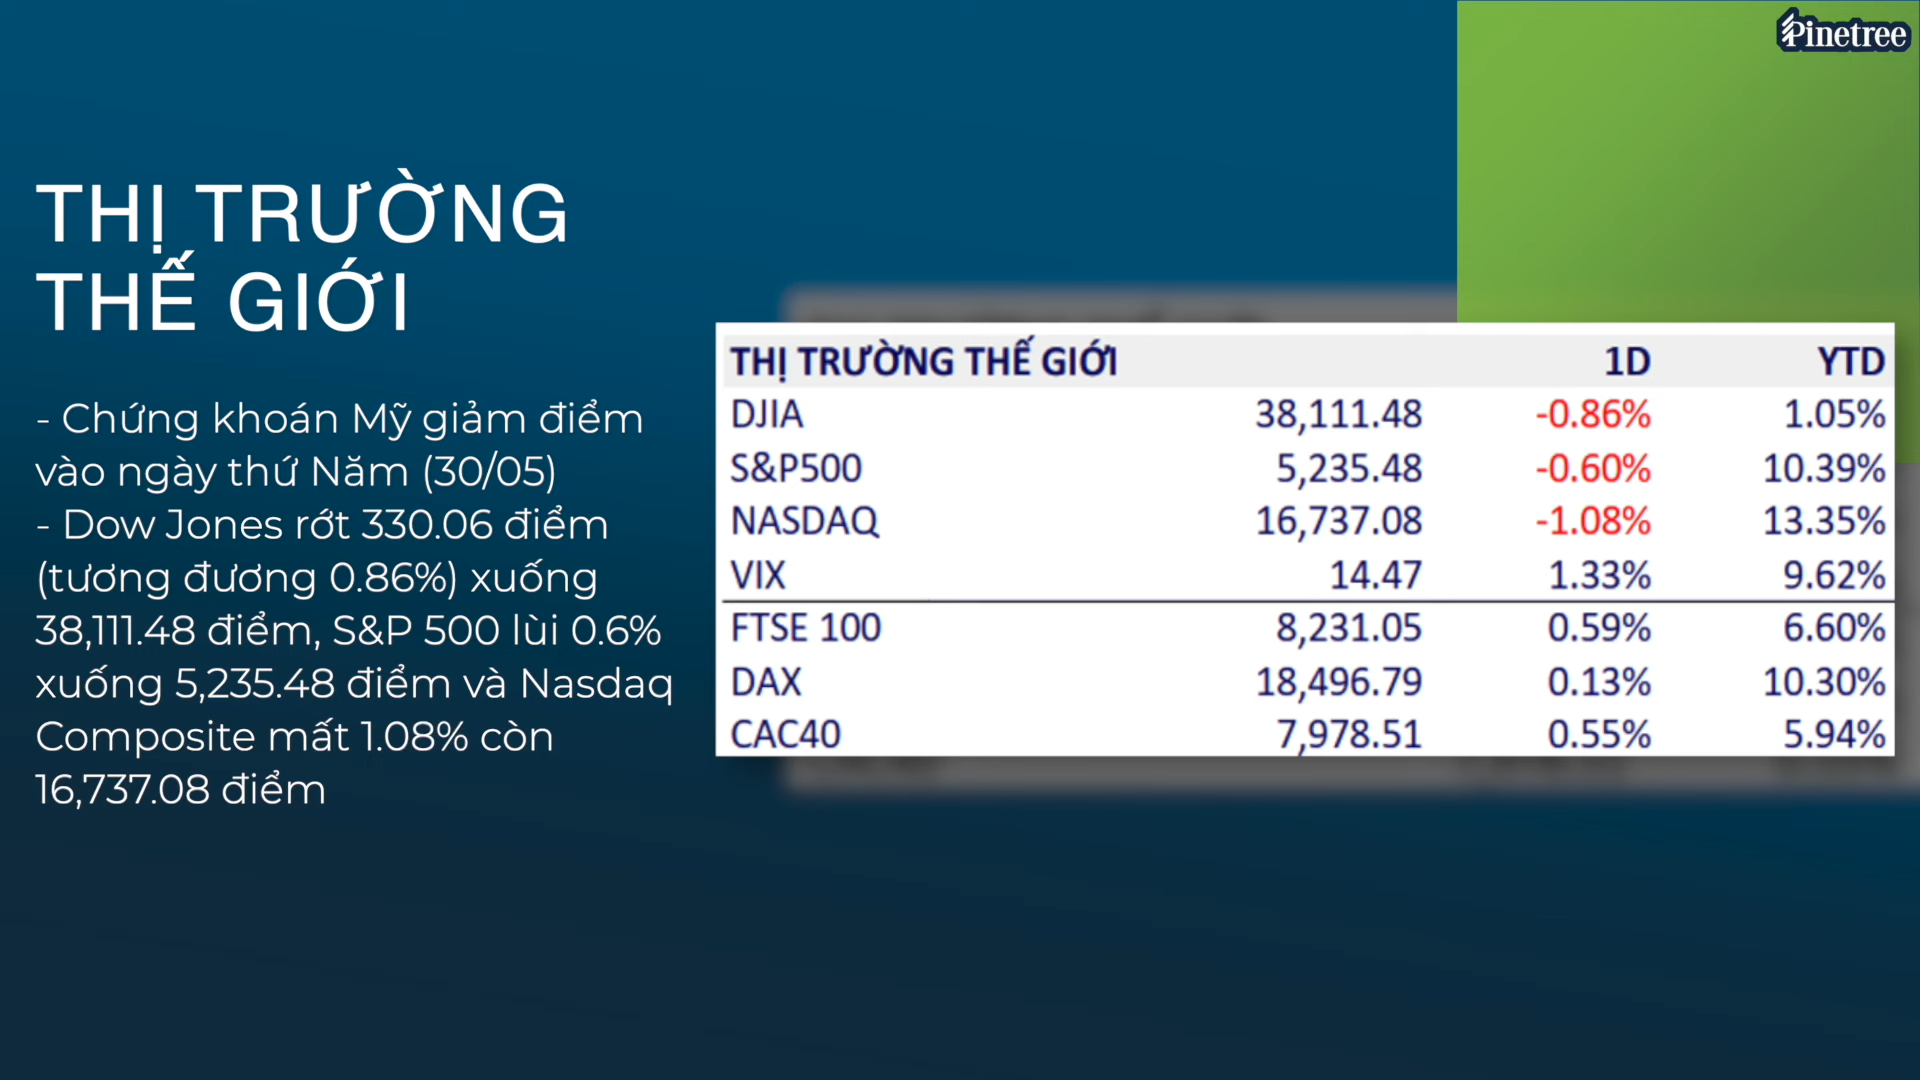 Pinetree
THỊ TRƯỜNG
THẾ GIỚI
- Chứng khoán Mỹ giảm điểm
vào ngày thứ Năm (30/05)
- Dow Jones rớt 330.06 điểm
(tương đương 0.86%) xuống
38,111.48 điểm, S&P 500 lùi 0.6%
xuống 5,235.48 điểm và Nasdaq
Composite mất 1.08% còn
16,737.08 điểm
THỊ TRƯỜNG THẾ GIỚI 1D YTD
DJIA 38,111.48 -0.86% 1.05%
S&P500 5,235.48 -0.60% 10.39%
NASDAQ 16,737.08 -1.08% 13.35%
VIX 14.47 1.33% 9.62%
FTSE 100 8,231.05 0.59% 6.60%
DAX 18,496.79 0.13% 10.30%
CAC40 7,978.51 0.55% 5.94%